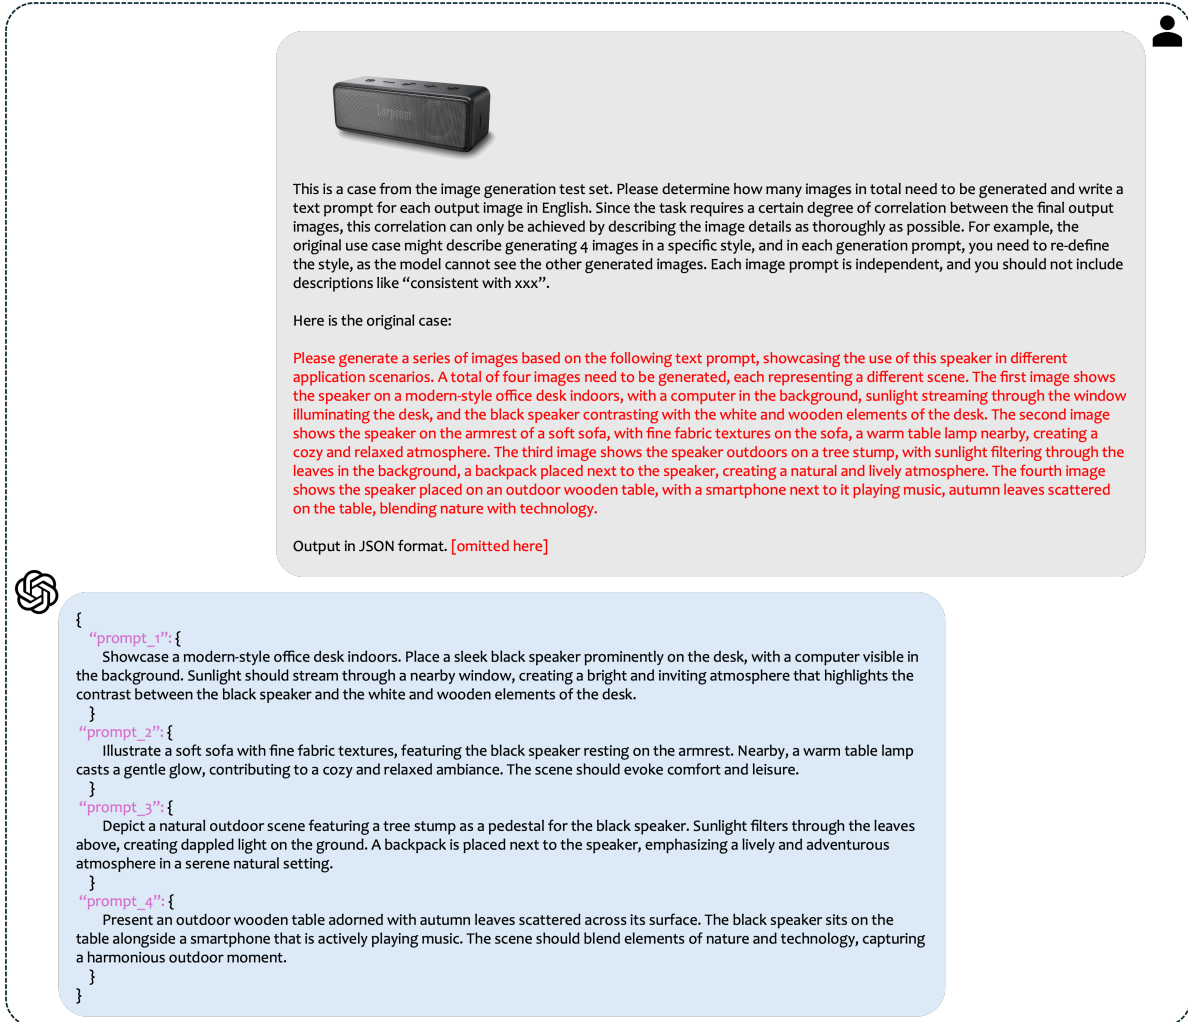 Lorpsum
This is a case from the image generation test set. Please determine how many images in total need to be generated and write a
text prompt for each output image in English. Since the task requires a certain degree of correlation between the final output
images, this correlation can only be achieved by describing the image details as thoroughly as possible. For example, the
original use case might describe generating 4 images in a specific style, and in each generation prompt, you need to re-define
the style, as the model cannot see the other generated images. Each image prompt is independent, and you should not include
descriptions like “consistent with xxx”.
Here is the original case:
Please generate a series of images based on the following text prompt, showcasing the use of this speaker in different
application scenarios. A total of four images need to be generated, each representing a different scene. The first image shows
the speaker on a modern-style office desk indoors, with a computer in the background, sunlight streaming through the window
illuminating the desk, and the black speaker contrasting with the white and wooden elements of the desk. The second image
shows the speaker on the armrest of a soft sofa, with fine fabric textures on the sofa, a warm table lamp nearby, creating a
cozy and relaxed atmosphere. The third image shows the speaker outdoors on a tree stump, with sunlight filtering through the
leaves in the background, a backpack placed next to the speaker, creating a natural and lively atmosphere. The fourth image
shows the speaker placed on an outdoor wooden table, with a smartphone next to it playing music, autumn leaves scattered
on the table, blending nature with technology.
Output in JSON format. [omitted here]
{
“prompt_1”: {
Showcase a modern-style office desk indoors. Place a sleek black speaker prominently on the desk, with a computer visible in
the background. Sunlight should stream through a nearby window, creating a bright and inviting atmosphere that highlights the
contrast between the black speaker and the white and wooden elements of the desk.
}
“prompt_2”: {
Illustrate a soft sofa with fine fabric textures, featuring the black speaker resting on the armrest. Nearby, a warm table lamp
casts a gentle glow, contributing to a cozy and relaxed ambiance. The scene should evoke comfort and leisure.
}
“prompt_3”: {
Depict a natural outdoor scene featuring a tree stump as a pedestal for the black speaker. Sunlight filters through the leaves
above, creating dappled light on the ground. A backpack is placed next to the speaker, emphasizing a lively and adventurous
atmosphere in a serene natural setting.
}
“prompt_4”: {
Present an outdoor wooden table adorned with autumn leaves scattered across its surface. The black speaker sits on the
table alongside a smartphone that is actively playing music. The scene should blend elements of nature and technology, capturing
a harmonious outdoor moment.
}
}